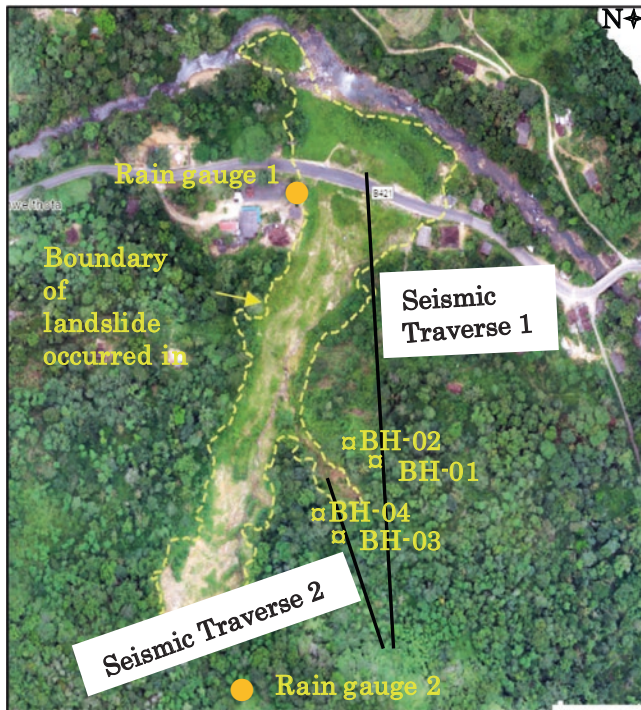 N
Rain gauge 1
B421
Boundary
of
landslide
occurred in
Seismic
Traverse 1
¤BH-02
¤
BH-01
¤BH-04
¤
BH-03
Seismic Traverse 2
Rain gauge 2